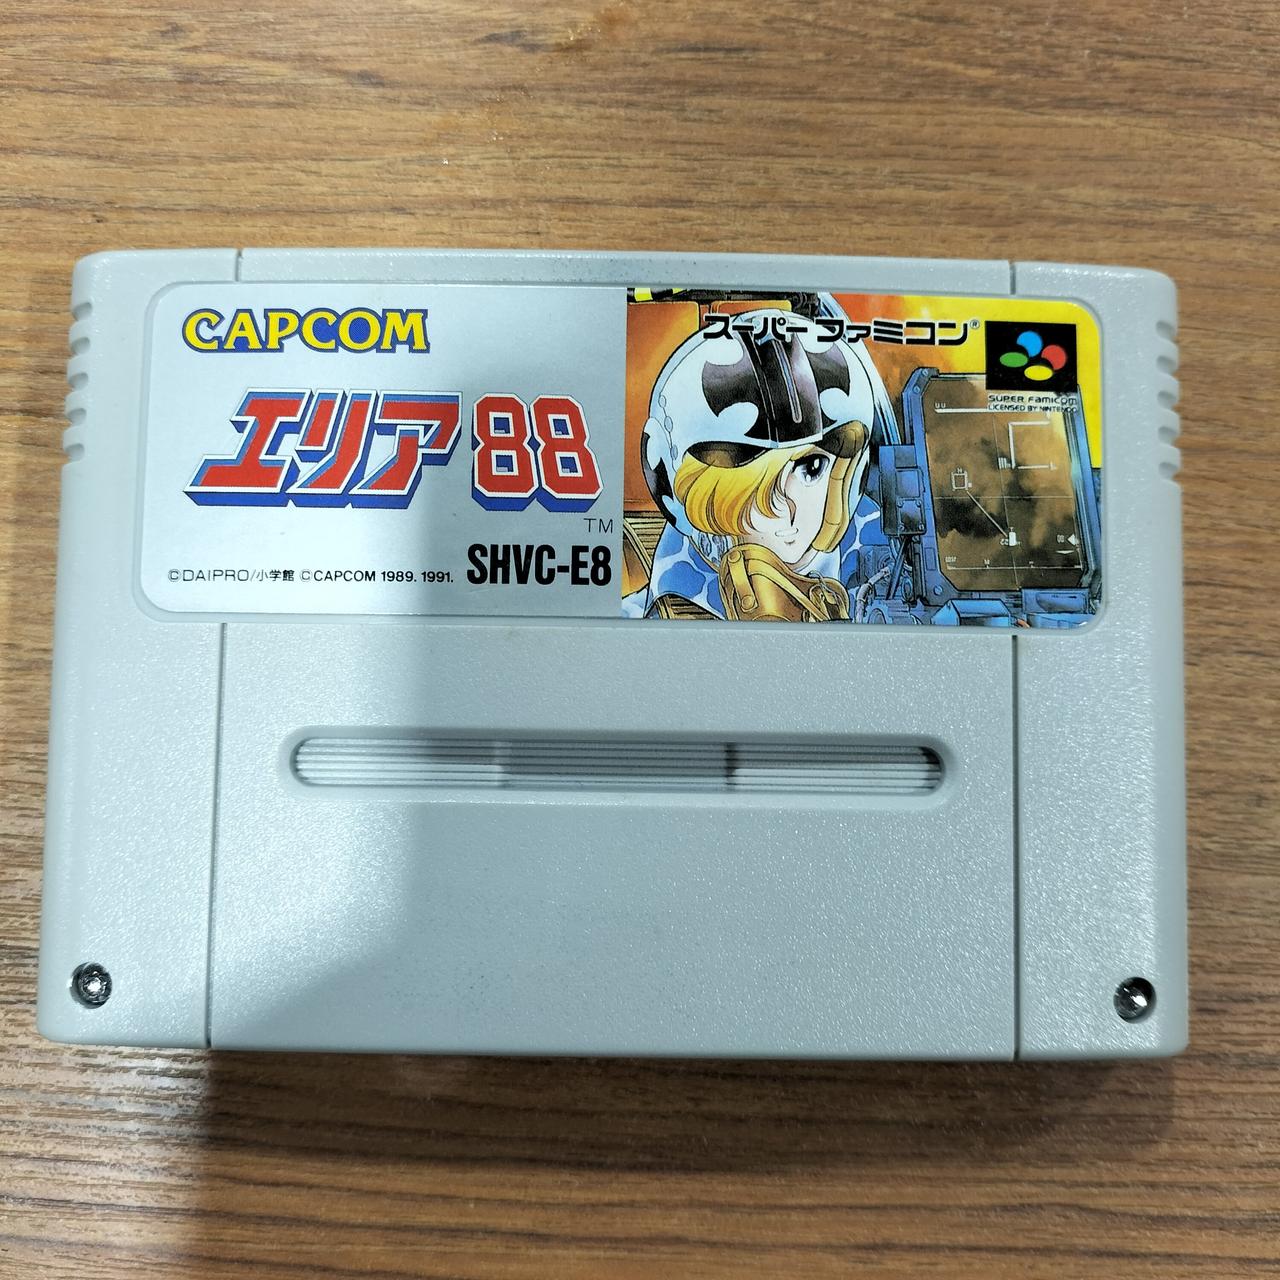 CAPCOM
エリア88
TM
©DAIPRO/小学館 ©CAPCOM 1989. 1991.
SHVC-E8
スーパーファミコン®
SUPER FAMICOM
LICENSED BY NINTENDO